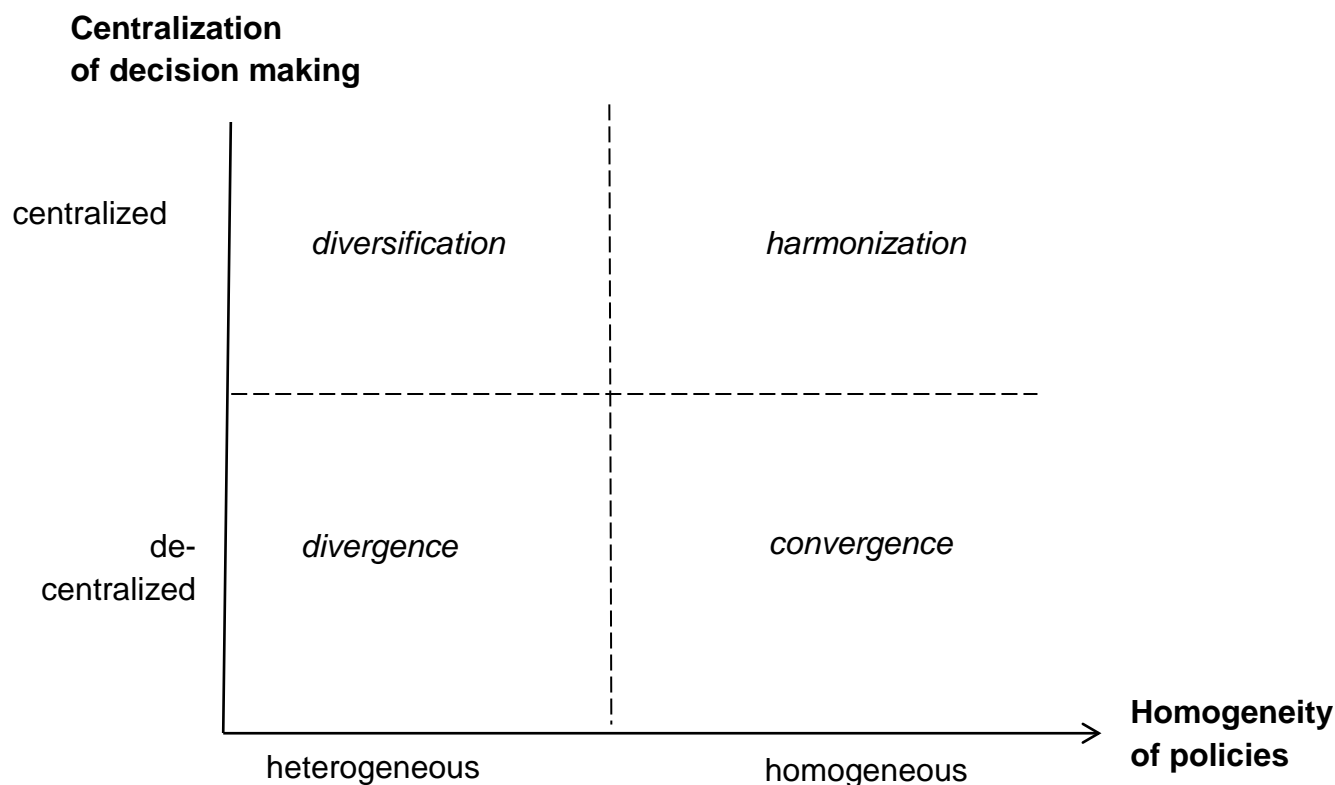 Centralization
of decision making
centralized
diversification
harmonization
de-
centralized
divergence
convergence
Homogeneity
of policies
heterogeneous
homogeneous